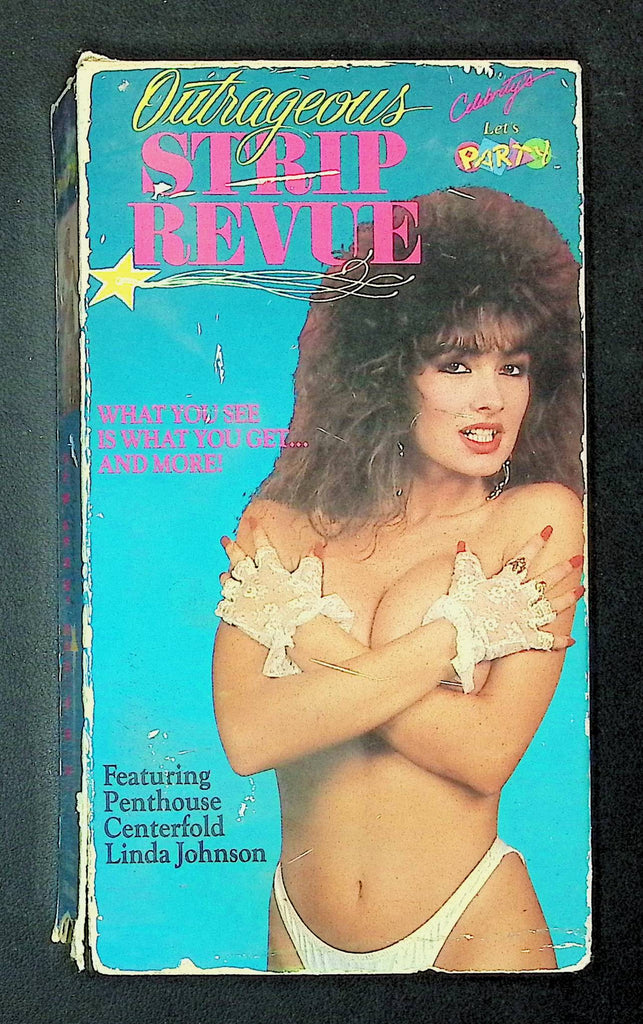 Outrageous
STRIP
REVUE
Celebrity's
Let's
PARTY
WHAT YOU SEE
IS WHAT YOU GET...
AND MORE!
Featuring
Penthouse
Centerfold
Linda Johnson